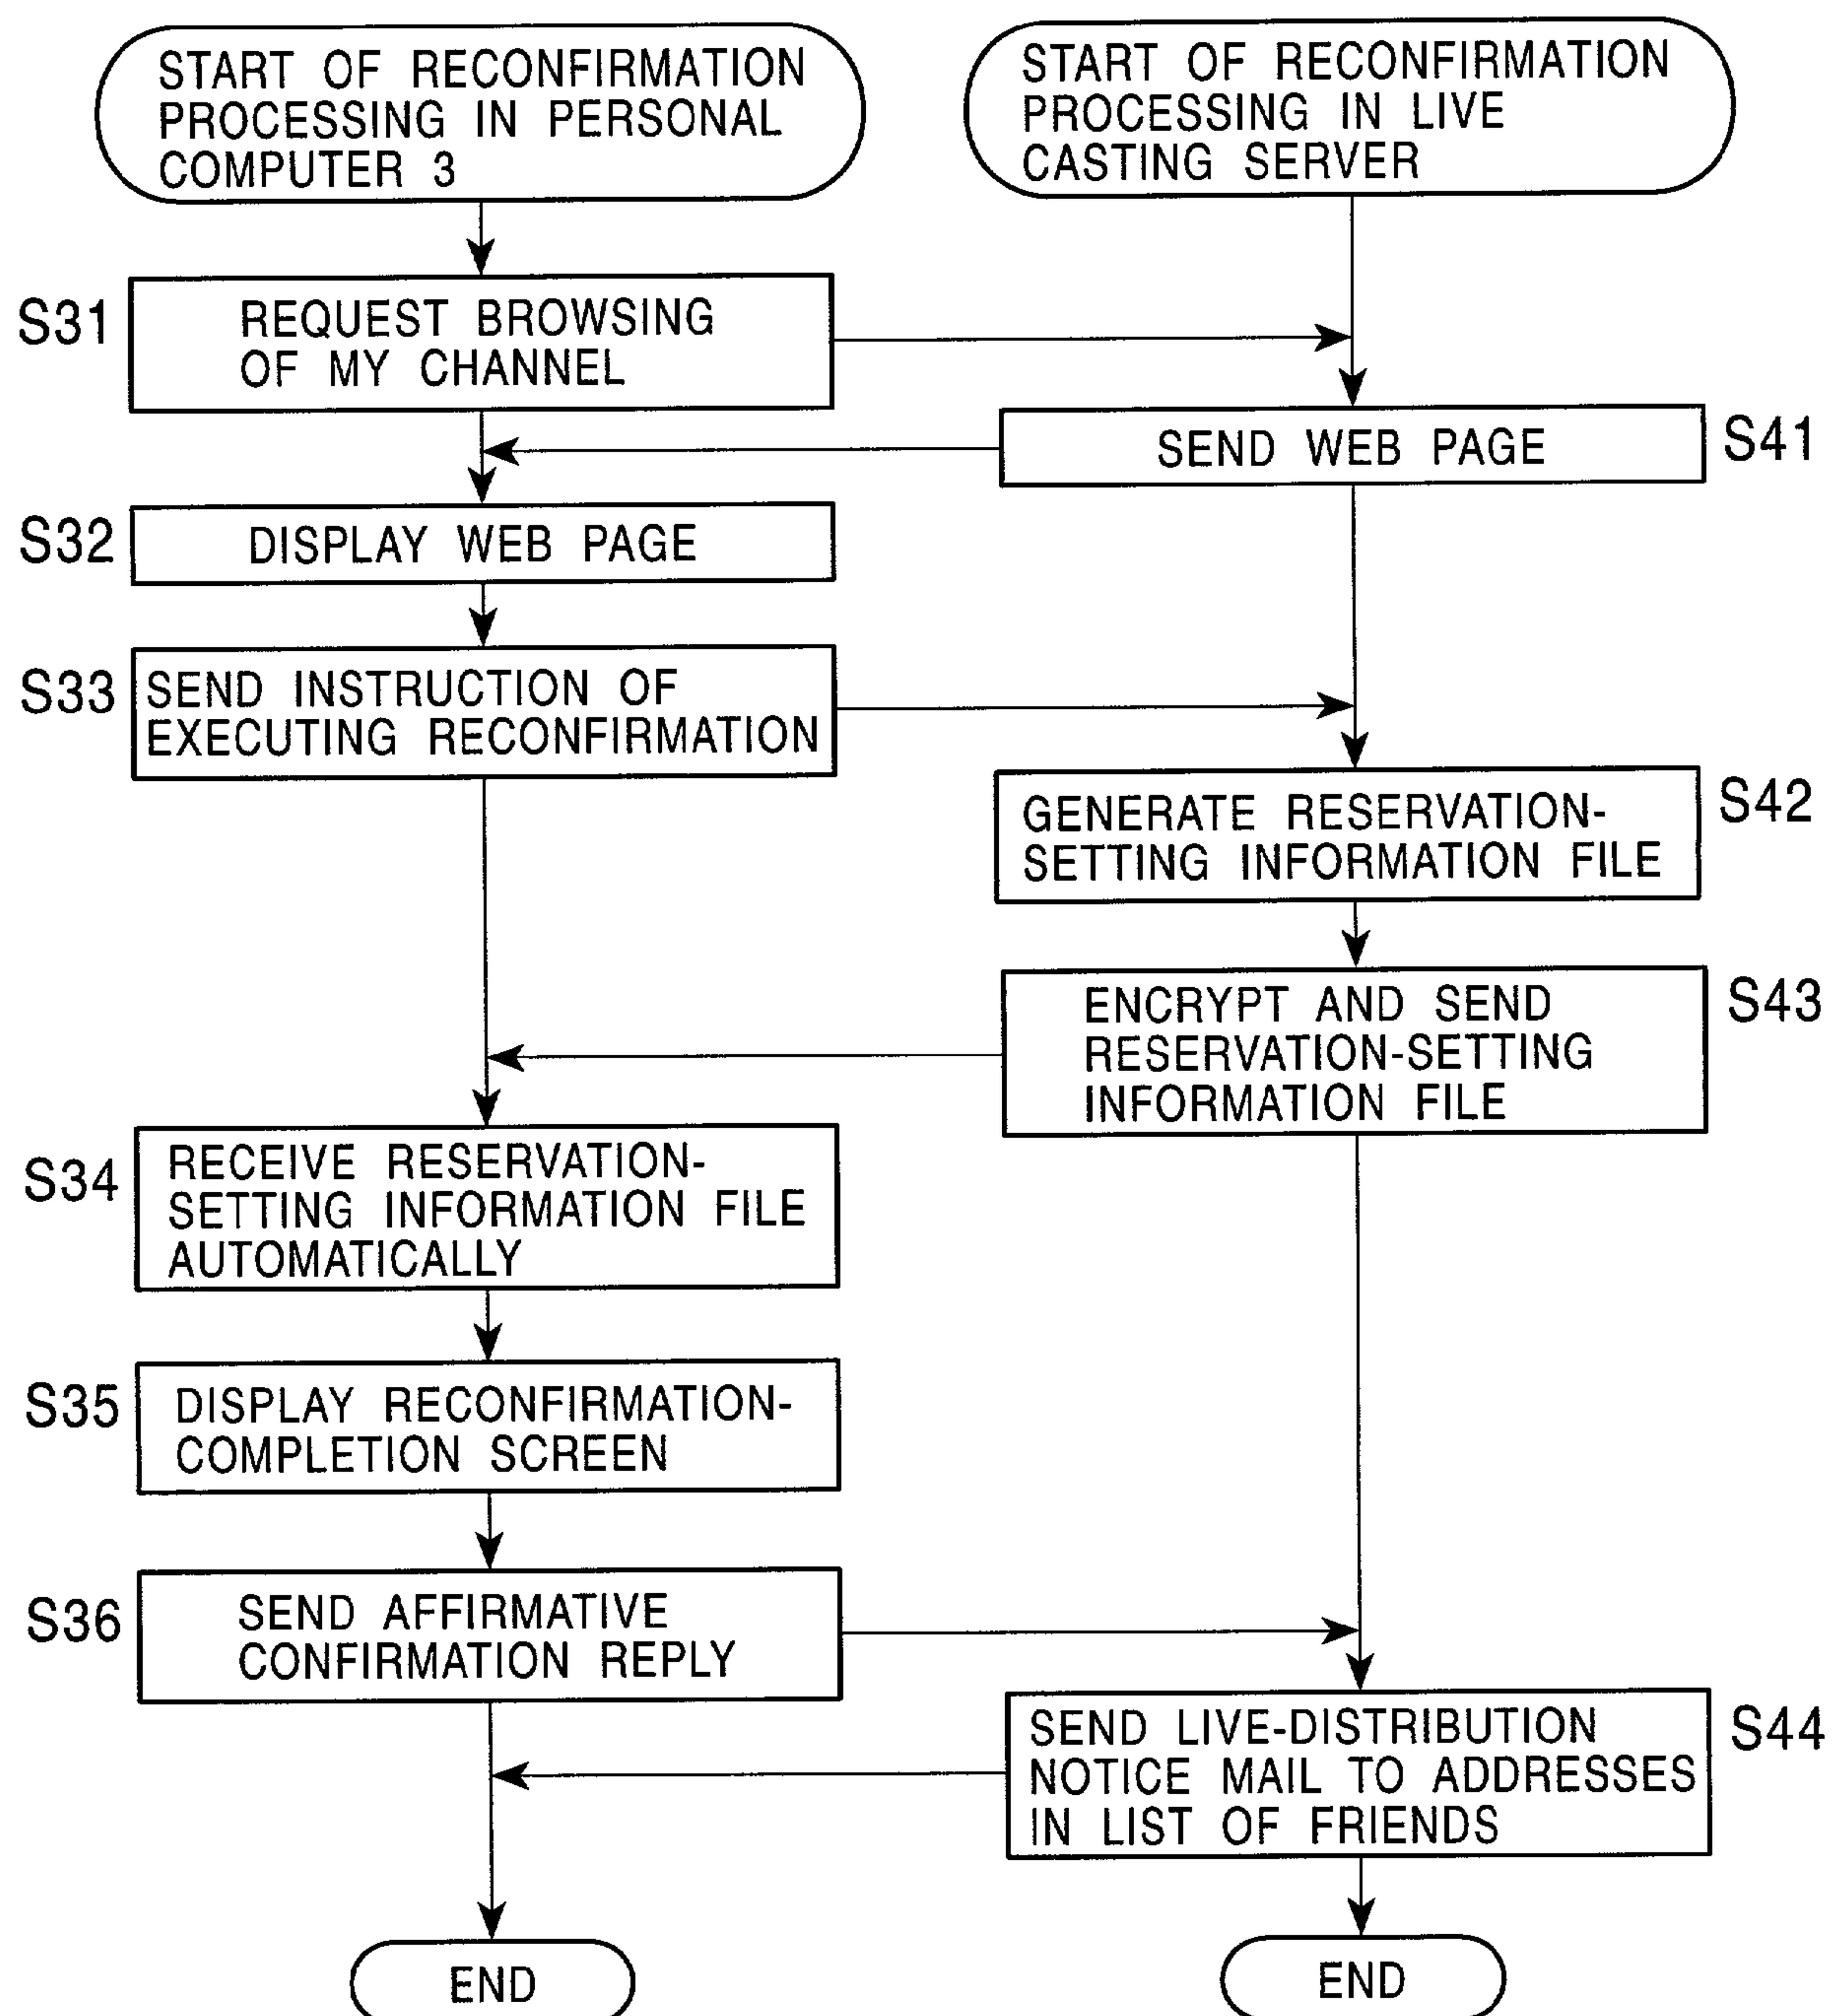 START OF RECONFIRMATION
PROCESSING IN PERSONAL
COMPUTER 3
START OF RECONFIRMATION
PROCESSING IN LIVE
CASTING SERVER
S31
REQUEST BROWSING
OF MY CHANNEL
SEND WEB PAGE
S41
S32
DISPLAY WEB PAGE
S33
SEND INSTRUCTION OF
EXECUTING RECONFIRMATION
GENERATE RESERVATION-
SETTING INFORMATION FILE
S42
ENCRYPT AND SEND
RESERVATION-SETTING
INFORMATION FILE
S43
S34
RECEIVE RESERVATION-
SETTING INFORMATION FILE
AUTOMATICALLY
S35
DISPLAY RECONFIRMATION-
COMPLETION SCREEN
S36
SEND AFFIRMATIVE
CONFIRMATION REPLY
SEND LIVE-DISTRIBUTION
NOTICE MAIL TO ADDRESSES
IN LIST OF FRIENDS
S44
END
END